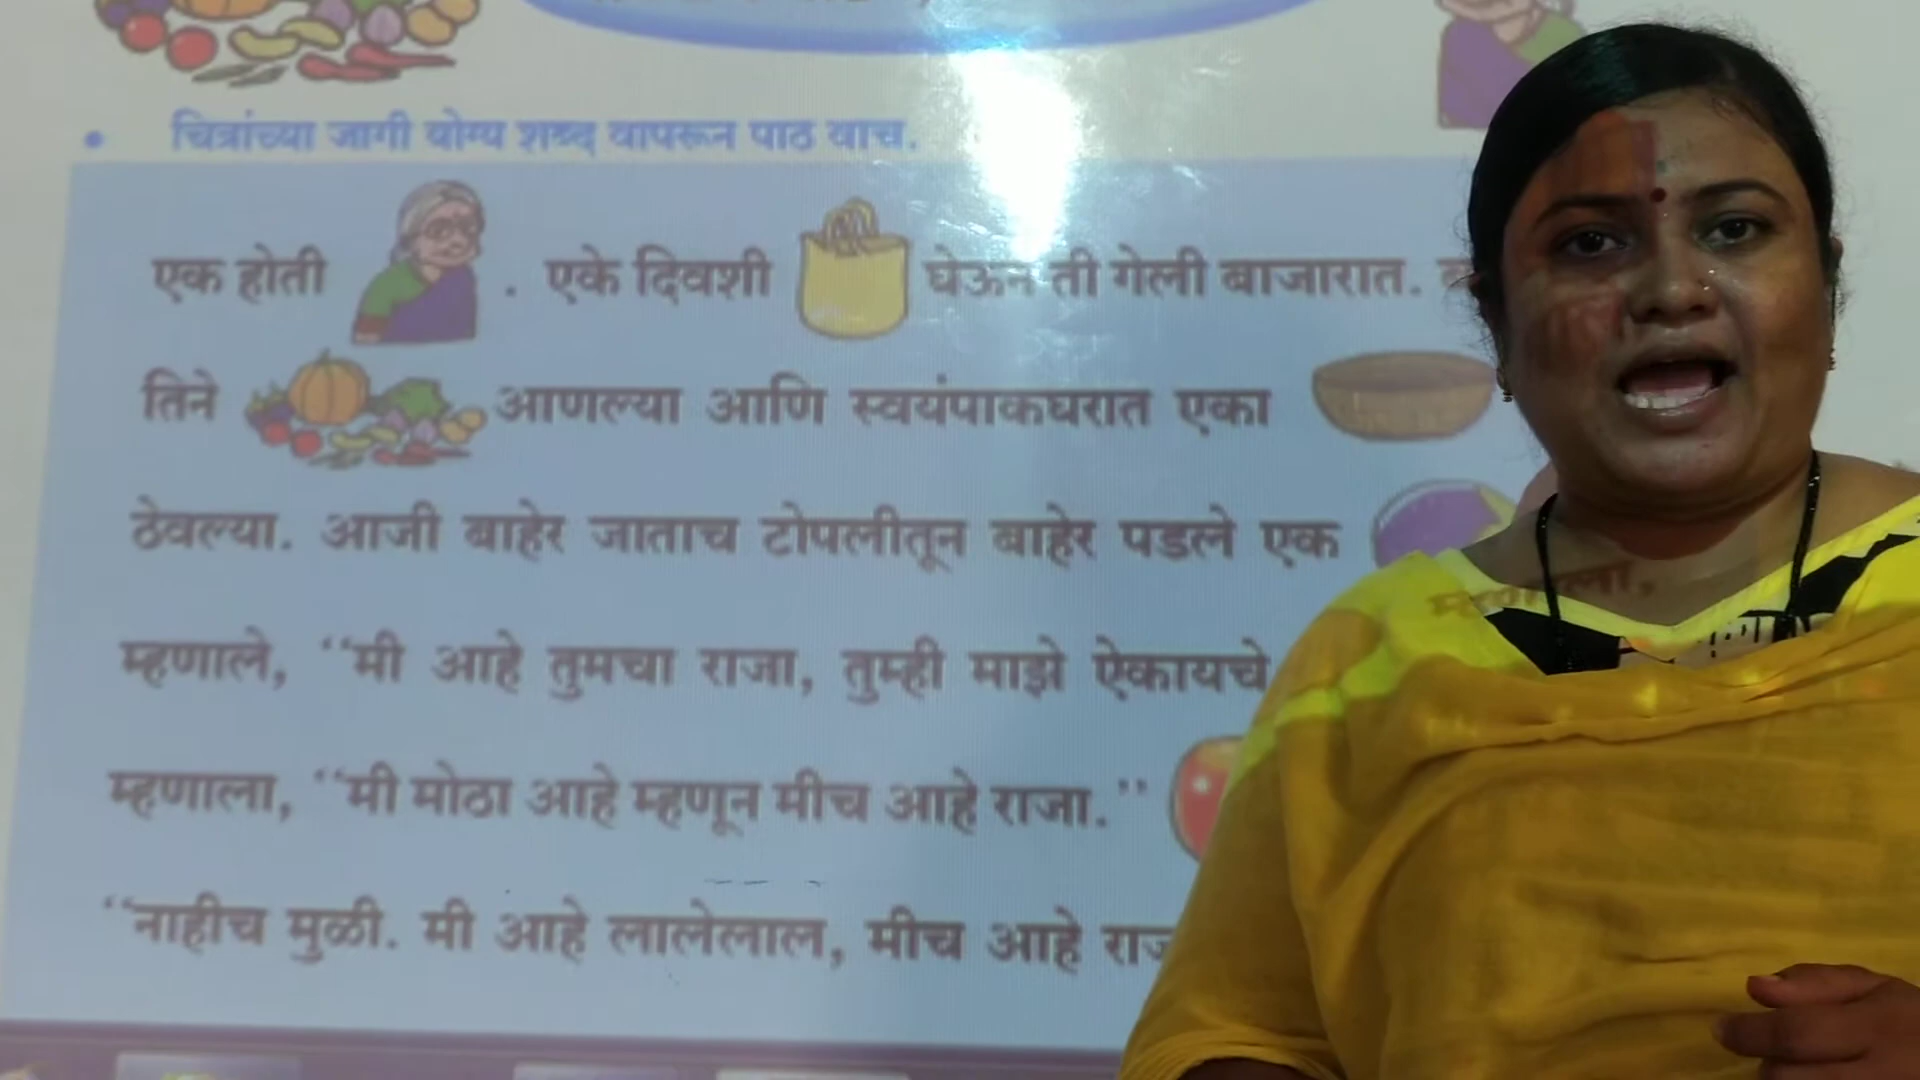 चित्रांच्या जागी योग्य शब्द वापरून पाठ वाच.
एक होती . एके दिवशी घेऊन ती गेली बाजारात.
तिने आणल्या आणि स्वयंपाकघरात एका
ठेवल्या. आजी बाहेर जाताच टोपलीतून बाहेर पडले एक
म्हणाले, “मी आहे तुमचा राजा, तुम्ही माझे ऐकायचे
म्हणाला, “मी मोठा आहे म्हणून मीच आहे राजा.”
“नाहीच मुळी. मी आहे लालेलाल, मीच आहे